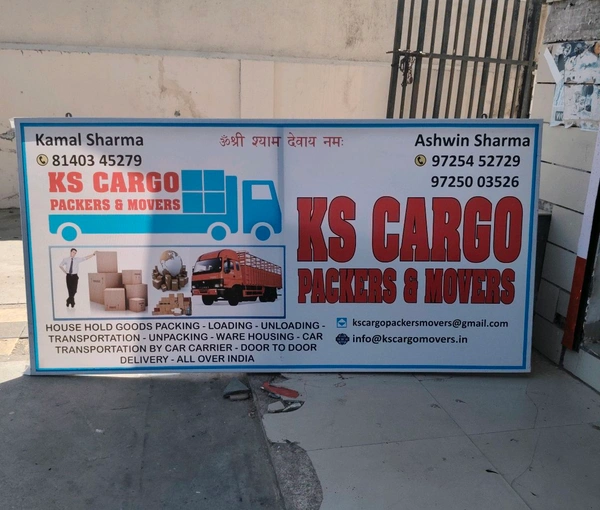 Kamal Sharma
81403 45279
ॐश्री श्याम देवाय नमः
Ashwin Sharma
97254 52729
97250 03526
KS CARGO
PACKERS & MOVERS
KS CARGO
PACKERS & MOVERS
HOUSE HOLD GOODS PACKING - LOADING - UNLOADING -
TRANSPORTATION - UNPACKING - WARE HOUSING - CAR
TRANSPORTATION BY CAR CARRIER - DOOR TO DOOR
DELIVERY - ALL OVER INDIA
kscargopackersmovers@gmail.com
info@kscargomovers.in